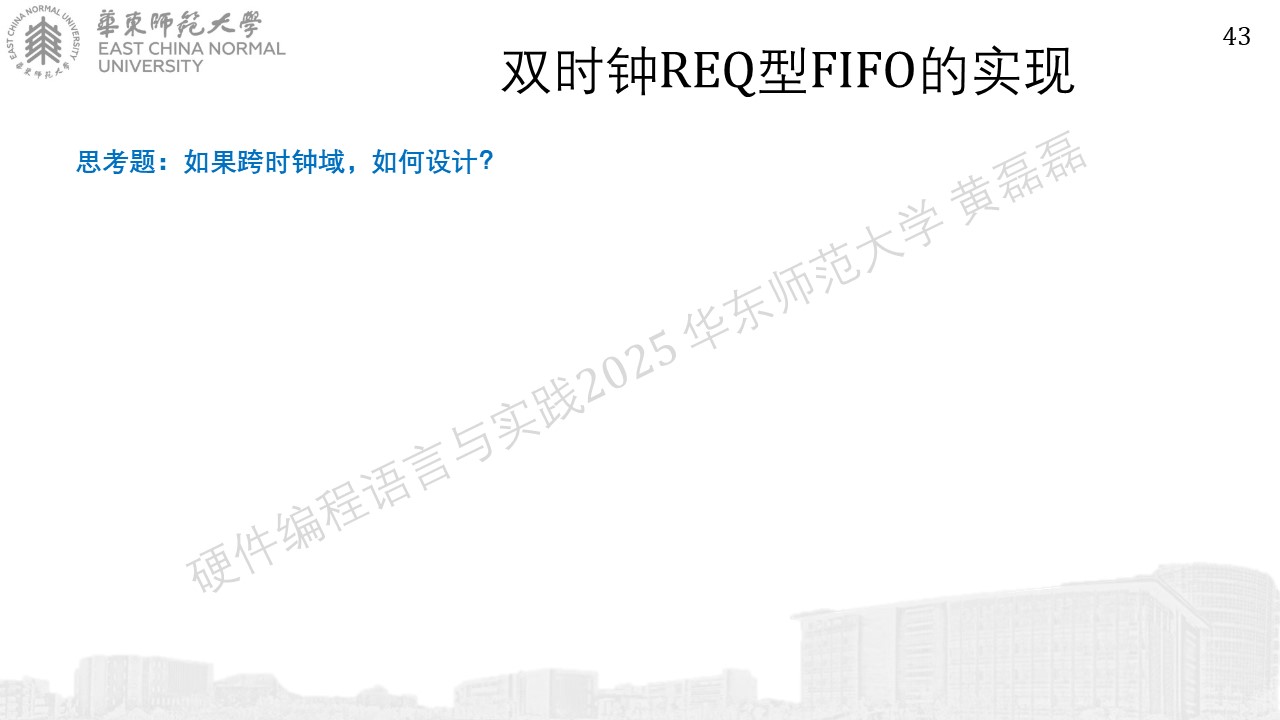 華東師範大學
EAST CHINA NORMAL
UNIVERSITY
EAST CHINA NORMAL UNIVERSITY
華東师范大学
43
双时钟REQ型FIFO的实现
思考题：如果跨时钟域，如何设计？
硬件编程语言与实践2025 华东师范大学 黄磊磊